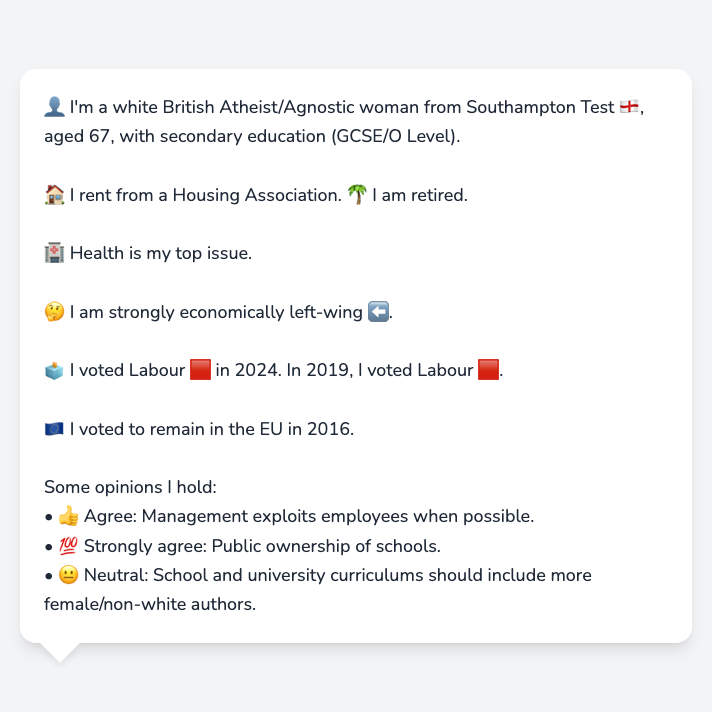 👤 I'm a white British Atheist/Agnostic woman from Southampton Test 🏴󠁧󠁢󠁥󠁮󠁧󠁿,
aged 67, with secondary education (GCSE/O Level).
🏠 I rent from a Housing Association. 🌴 I am retired.
🏥 Health is my top issue.
🤔 I am strongly economically left-wing ⬅️.
🗳️ I voted Labour 🟥 in 2024. In 2019, I voted Labour 🟥.
🇪🇺 I voted to remain in the EU in 2016.
Some opinions I hold:
• 👍 Agree: Management exploits employees when possible.
• 💯 Strongly agree: Public ownership of schools.
• 😐 Neutral: School and university curriculums should include more
female/non-white authors.